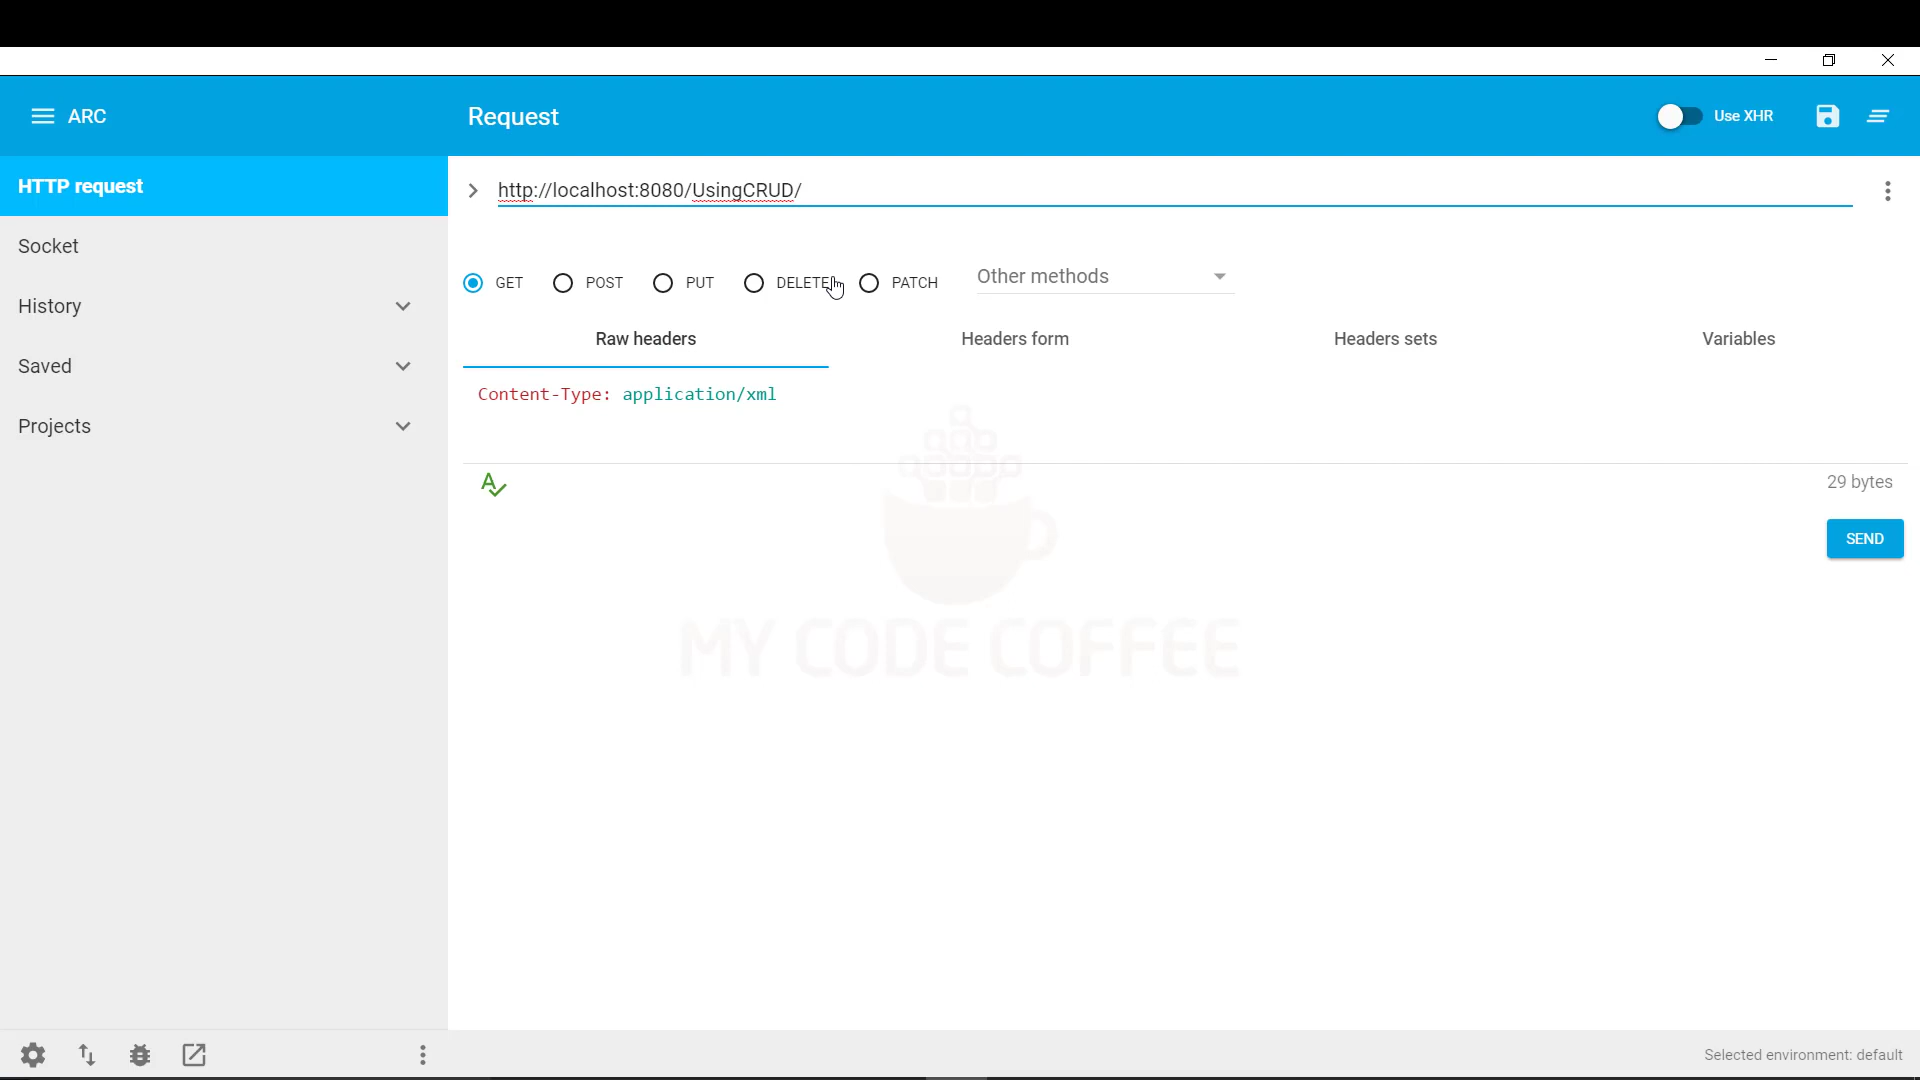 ARC
Request
Use XHR
HTTP request
http://localhost:8080/UsingCRUD/
Socket
History
GET
POST
PUT
DELETE
PATCH
Other methods
Raw headers
Headers form
Headers sets
Variables
Saved
Content-Type: application/xml
Projects
29 bytes
SEND
MY CODE COFFEE
Selected environment: default